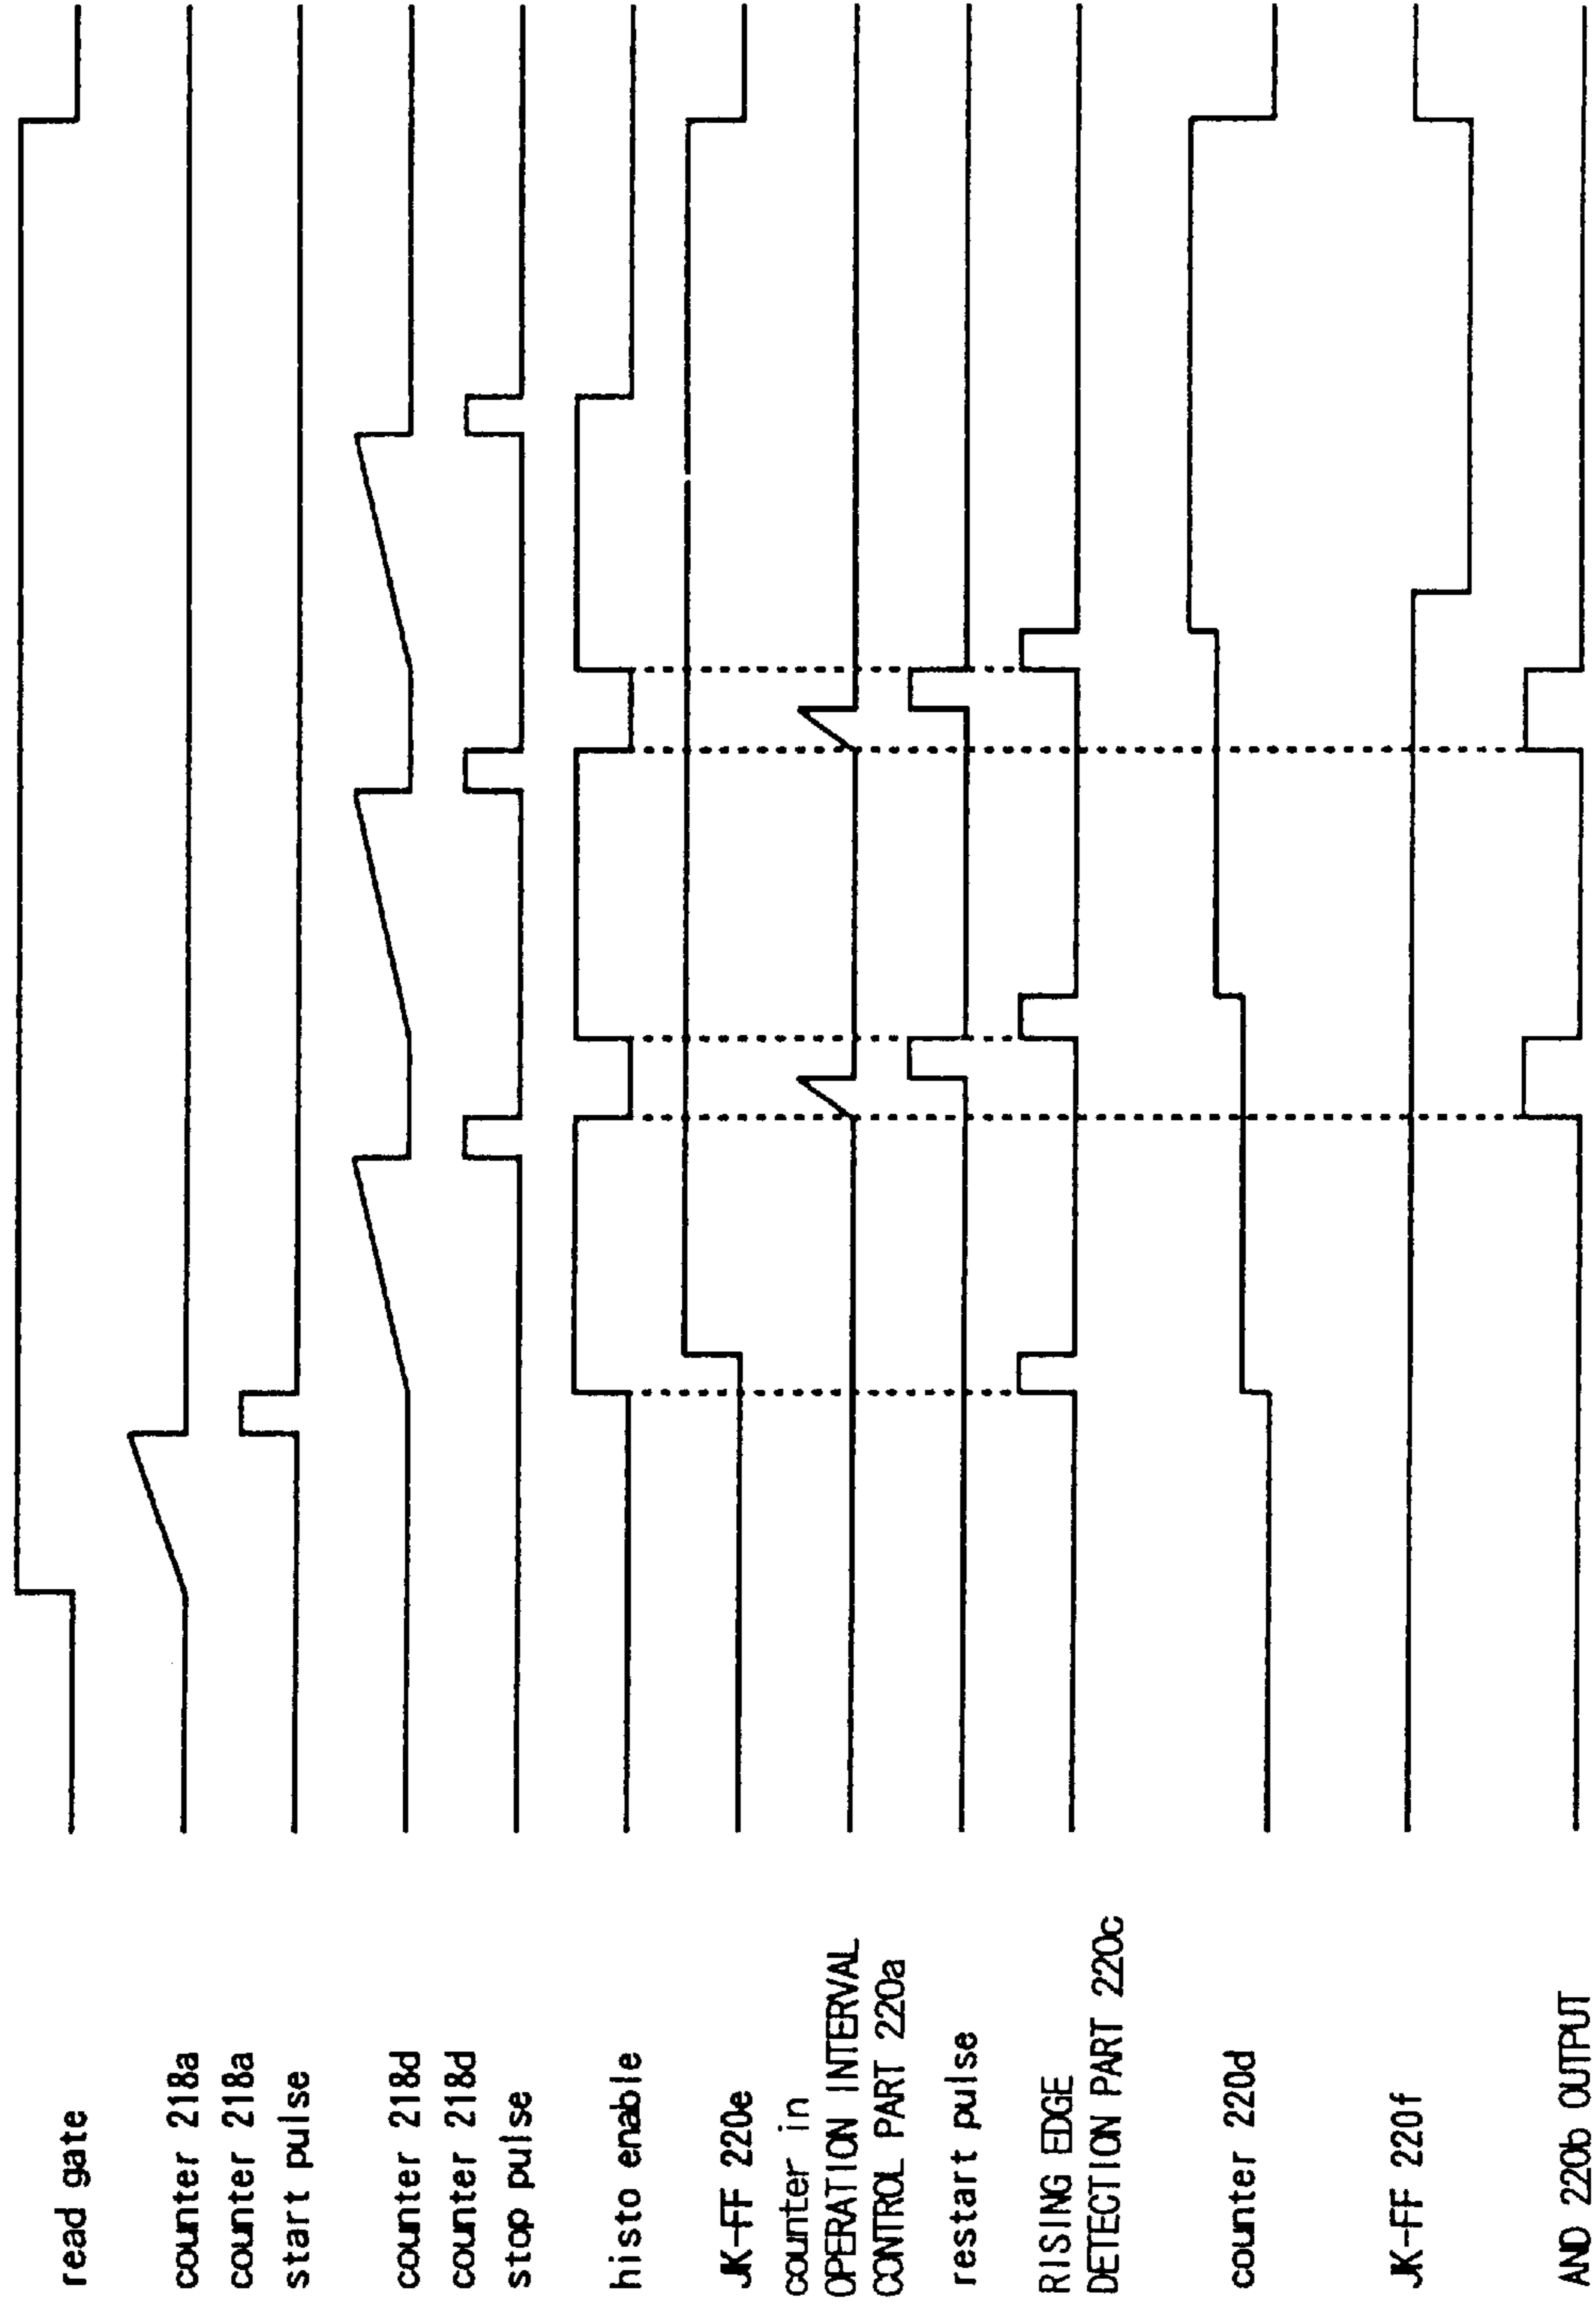 read gate
counter 218a
counter 218a
start pulse
counter 218d
counter 218d
stop pulse
histo enable
JK-FF 220e
counter in
OPERATION INTERVAL
CONTROL PART 220a
restart pulse
RISING EDGE
DETECTION PART 220c
counter 220d
JK-FF 220f
AND 220b OUTPUT